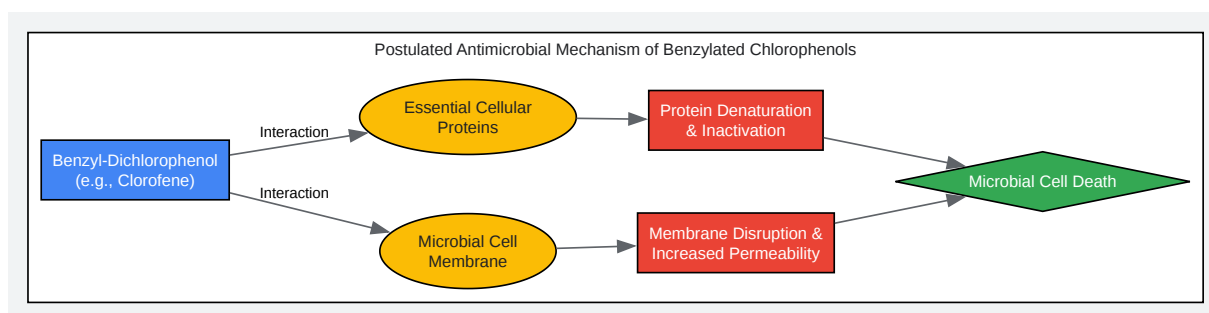 Postulated Antimicrobial Mechanism of Benzylated Chlorophenols
Benzyl-Dichlorophenol
(e.g., Clorofene)
Interaction
Interaction
Essential Cellular
Proteins
Microbial Cell
Membrane
Protein Denaturation
& Inactivation
Membrane Disruption &
Increased Permeability
Microbial Cell Death